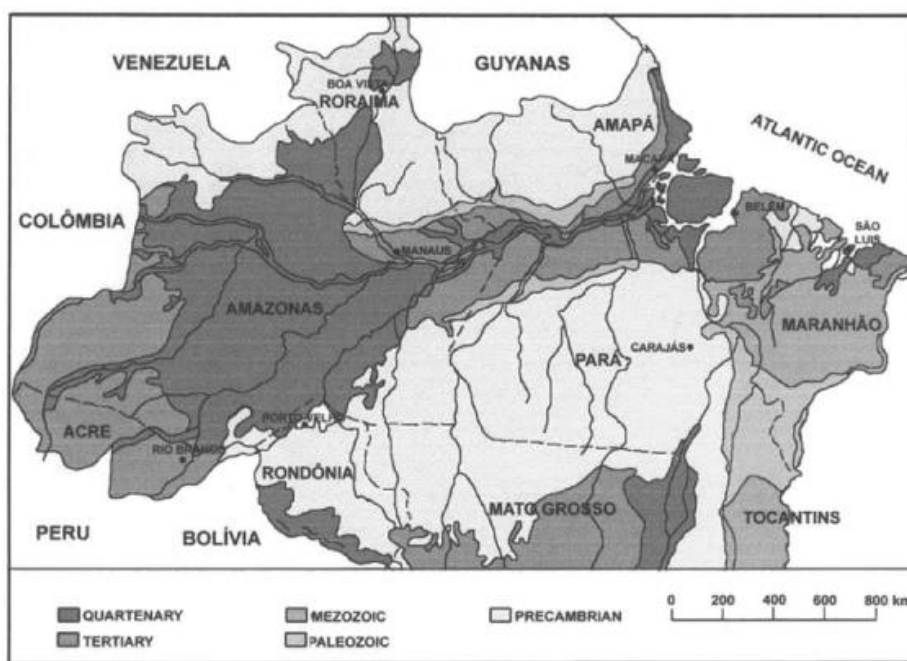 VENEZUELA
GUYANAS
BOA VISTA
RORAIMA
AMAPÁ
ATLANTIC OCEAN
MACAPÁ
COLÔMBIA
BELÉM
SÃO
LUIS
MANAUS
AMAZONAS
MARANHÃO
PARÁ
CARAJÁS
ACRE
PORTO VELHO
RIO BRANCO
RONDÔNIA
MATO GROSSO
TOCANTINS
PERU
BOLÍVIA
QUARTENARY
MEZOZOIC
PRECAMBRIAN
TERTIARY
PALEOZOIC
0 200 400 600 800 km